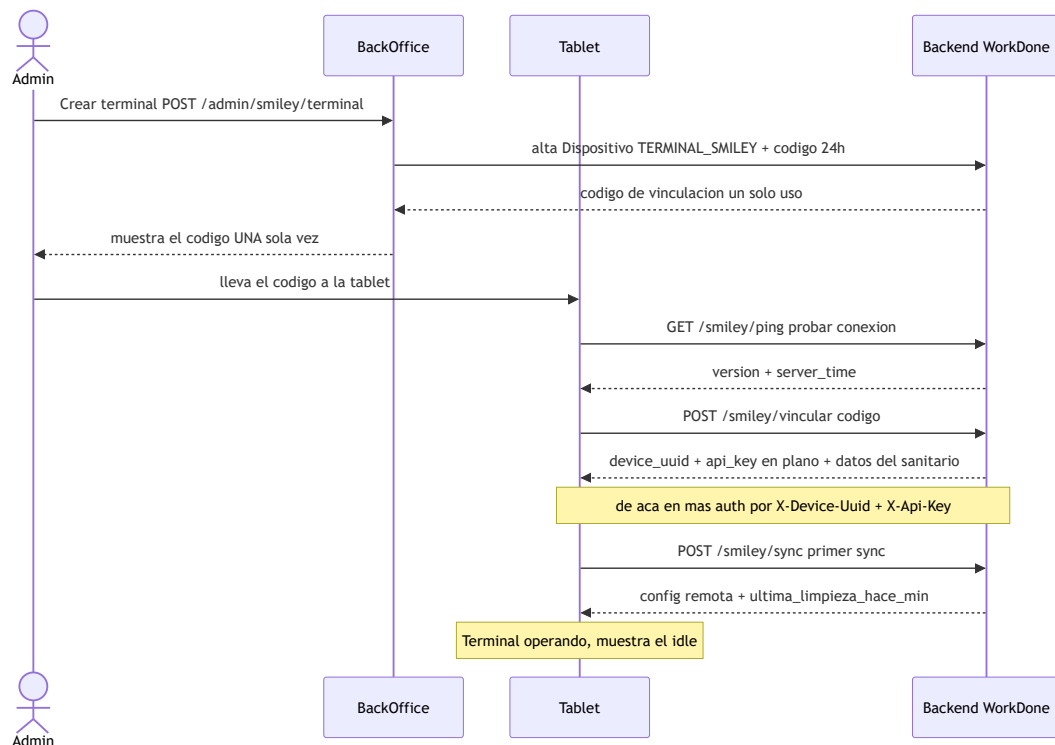 Admin
BackOffice
Tablet
Backend WorkDone
Crear terminal POST /admin/smiley/terminal
alta Dispositivo TERMINAL_SMILEY + codigo 24h
codigo de vinculacion un solo uso
muestra el codigo UNA sola vez
lleva el codigo a la tablet
GET /smiley/ping probar conexion
version + server_time
POST /smiley/vincular codigo
device_uuid + api_key en plano + datos del sanitario
de aca en mas auth por X-Device-Uuid + X-Api-Key
POST /smiley/sync primer sync
config remota + ultima_limpieza_hace_min
Terminal operando, muestra el idle
BackOffice
Tablet
Backend WorkDone
Admin